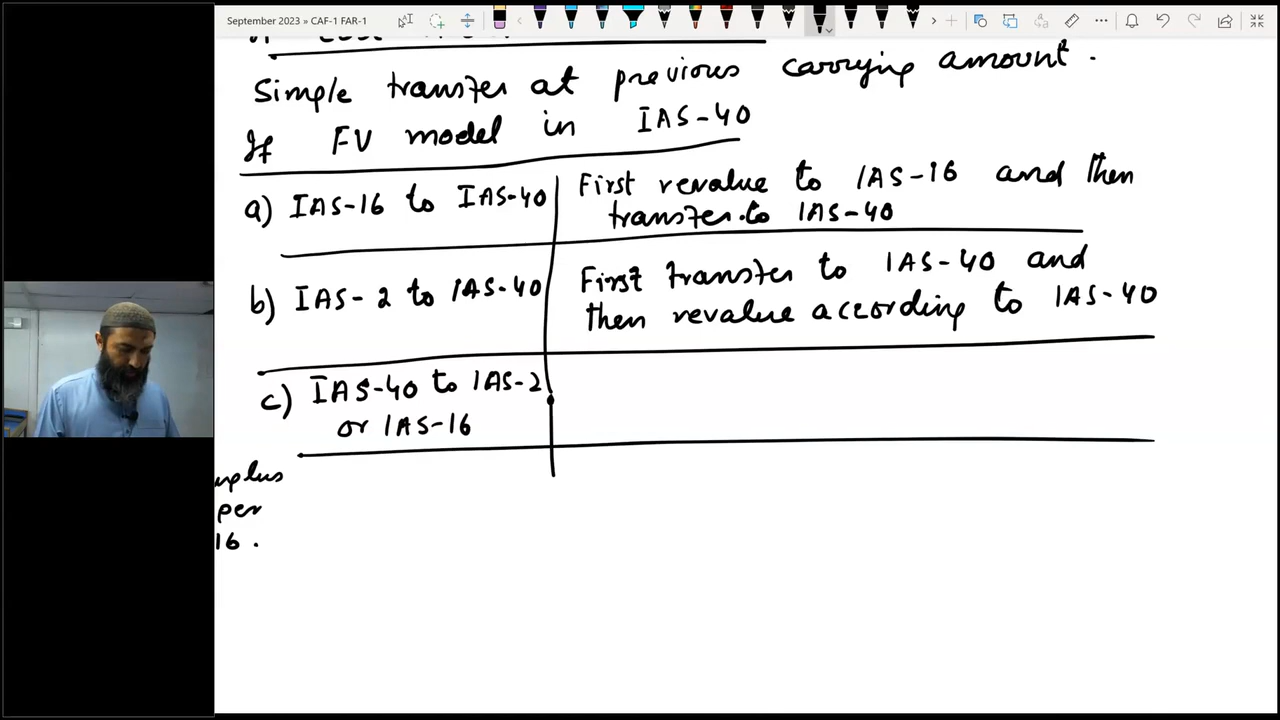 September 2023 » CAF-1 FAR-1
Simple transfer at previous carrying amount.
If FV model in IAS-40
a) IAS-16 to IAS-40
First revalue to IAS-16 and then
transfer to IAS-40
b) IAS-2 to IAS-40
First transfer to IAS-40 and
then revalue according to IAS-40
c) IAS-40 to IAS-2
or IAS-16
per
16.